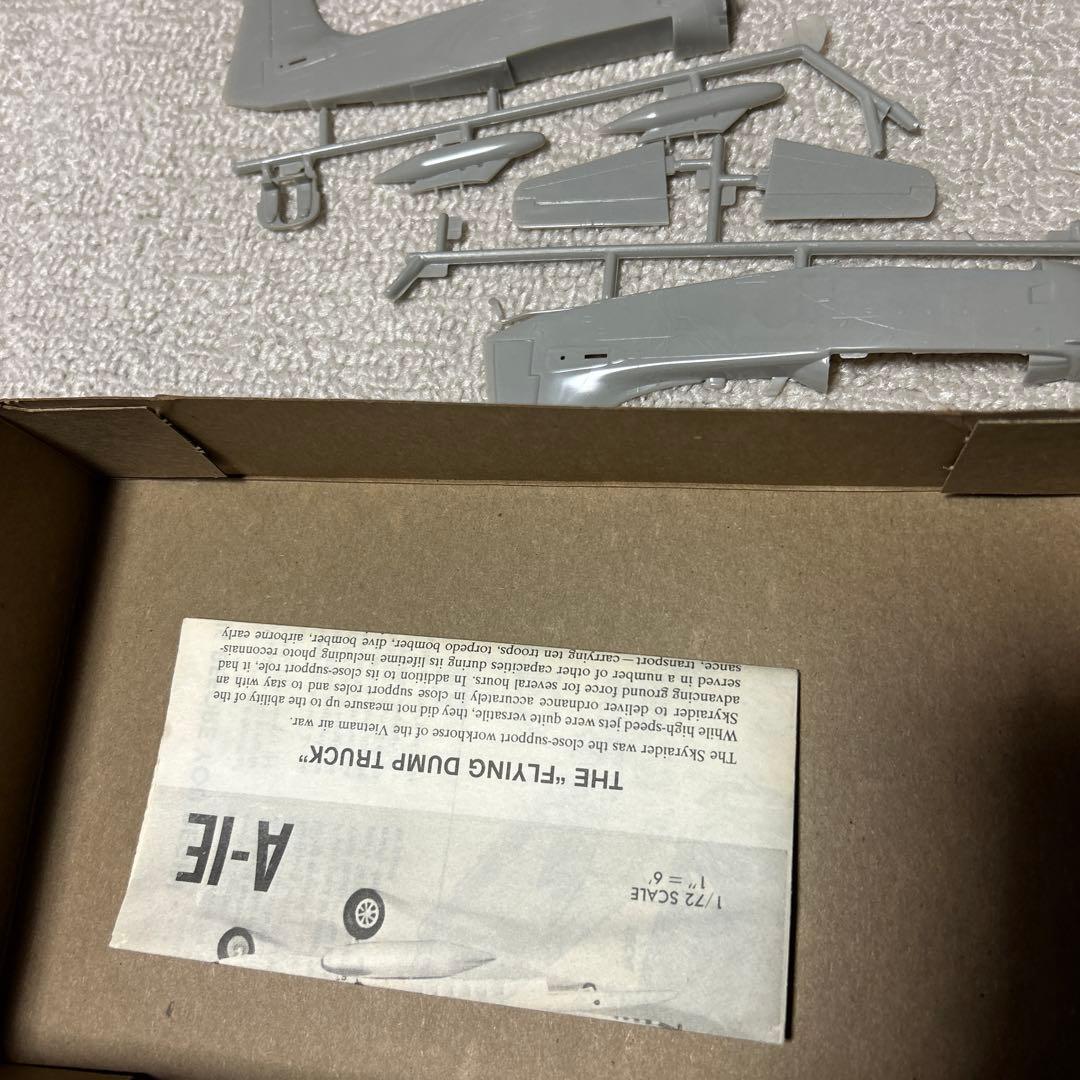 1/72 SCALE
1" = 6'
A-1E
THE “FLYING DUMP TRUCK”
The Skyraider was the close-support workhorse of the Vietnam air war.
While high-speed jets were quite versatile, they did not measure up to the ability of the
Skyraider to deliver ordnance accurately in close support roles and to stay with an
advancing ground force for several hours. In addition to its close-support role, it had
served in a number of other capacities during its lifetime including photo reconnais-
sance, transport — carrying ten troops, torpedo bomber, dive bomber, airborne early